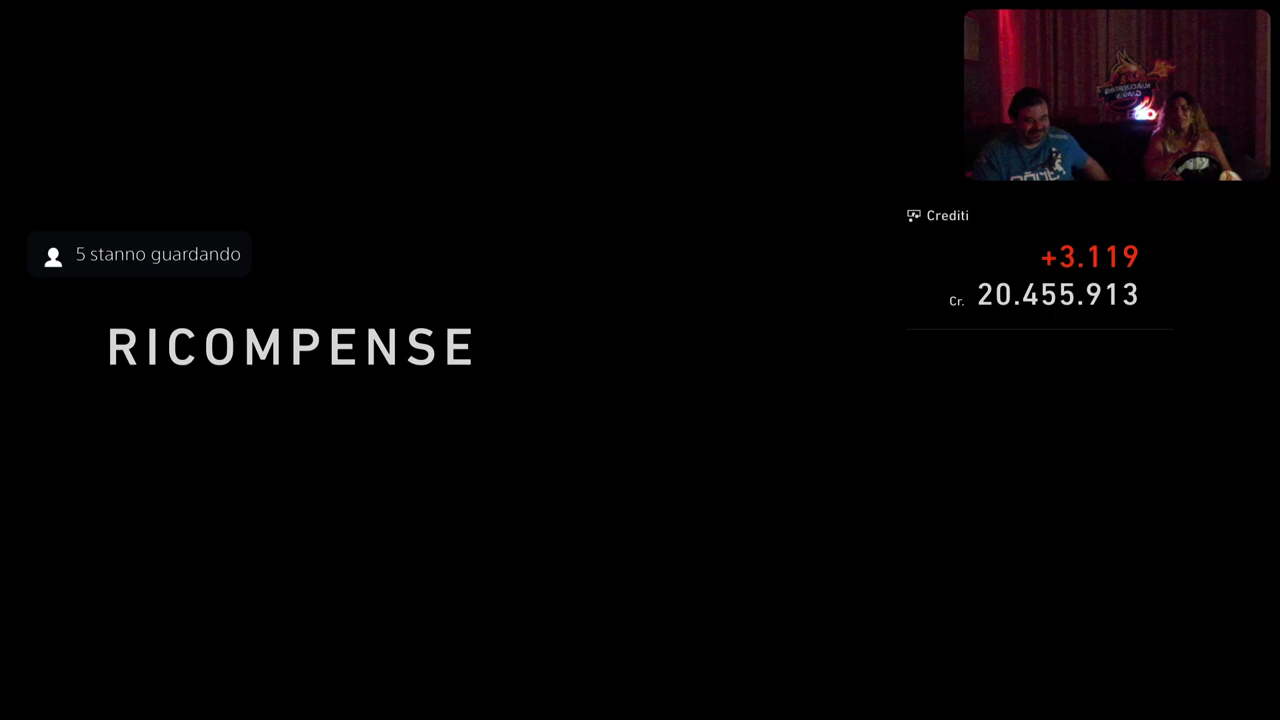 Crediti
+3.119
Cr. 20.455.913
5 stanno guardando
RICOMPENSE